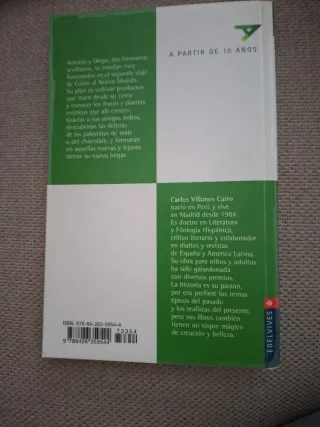 A PARTIR DE 10 AÑOS
Antonio y Diego, dos hermanos
sevillanos, se enrolan muy
ilusionados en el segundo viaje
de Colón al Nuevo Mundo.
Su plan es cultivar productos
que traen desde su tierra
y conocer los frutos y plantas
exóticos que allí existen.
Gracias a sus amigos indios,
descubrirán las delicias
de las palomitas de maíz
o del chocolate, y formarán
en aquellas nuevas y lejanas
tierras su nuevo hogar.
Carlos Villanes Cairo
nació en Perú y vive
en Madrid desde 1984.
Es doctor en Literatura
y Filología Hispánica,
crítico literario y colaborador
en diarios y revistas
de España y América Latina.
Su obra para niños y adultos
ha sido galardonada
con diversos premios.
La historia es su pasión,
por eso prefiere los temas
épicos del pasado
y los realistas del presente,
pero sus libros también
tienen un toque mágico
de creación y belleza.
ISBN
73354
EDELVIVES